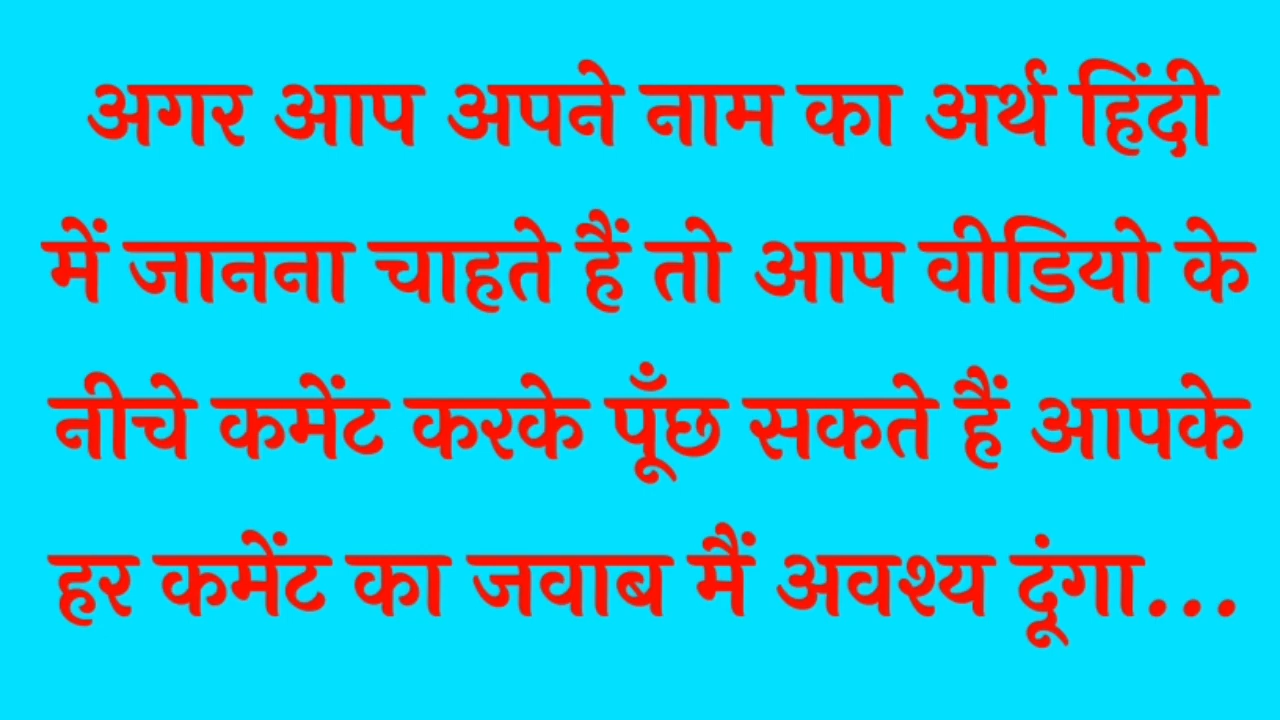 अगर आप अपने नाम का अर्थ हिंदी
में जानना चाहते हैं तो आप वीडियो के
नीचे कमेंट करके पूँछ सकते हैं आपके
हर कमेंट का जवाब मैं अवश्य दूंगा...